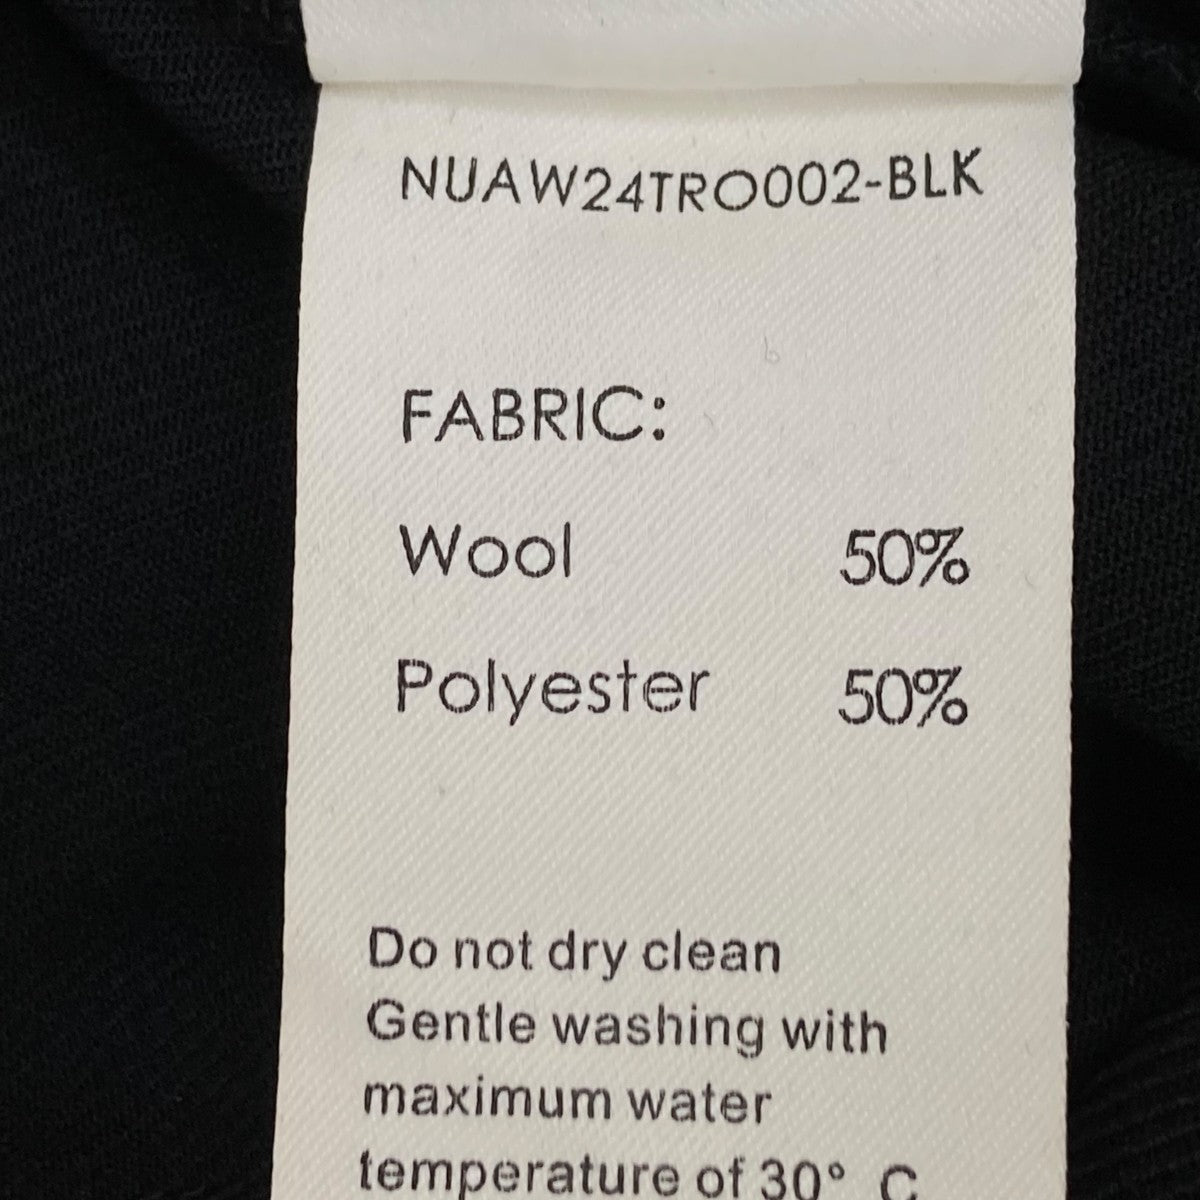 NUAW24TRO002-BLK
FABRIC:
Wool 50%
Polyester 50%
Do not dry clean
Gentle washing with
maximum water
temperature of 30° C